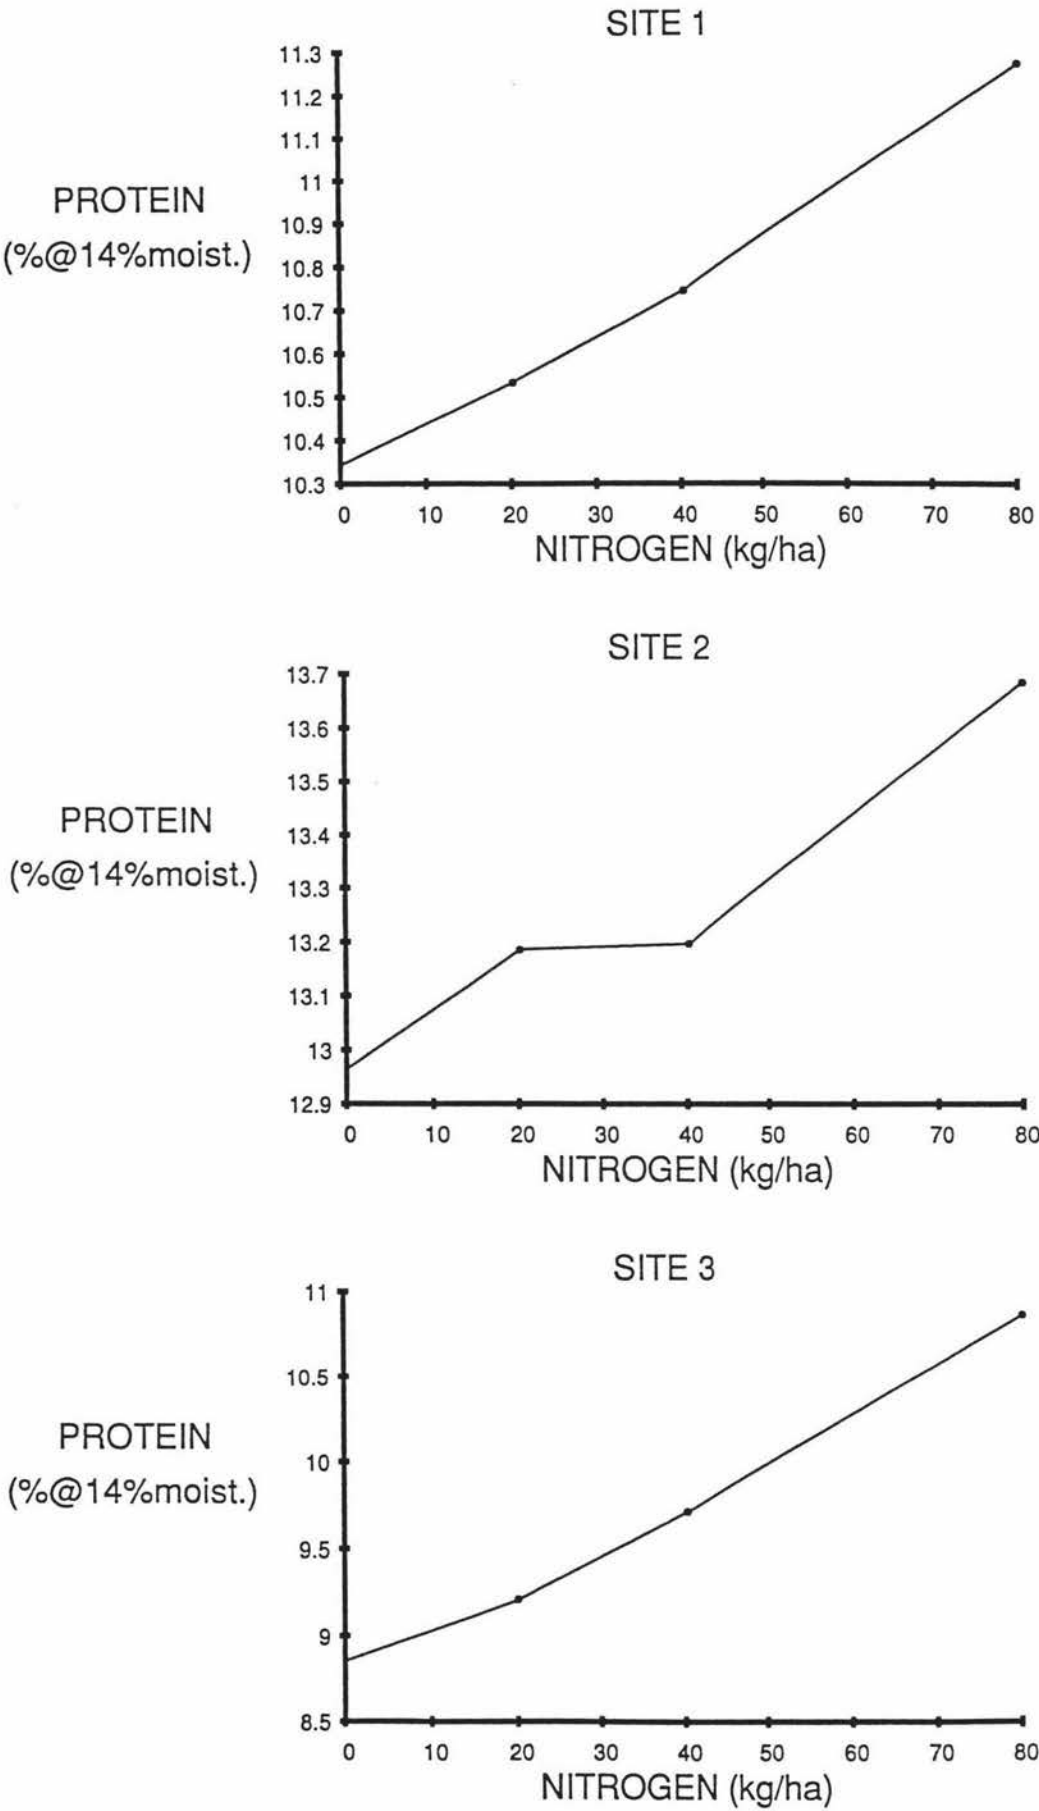 SITE 1
11.3
11.2
11.1
11
10.9
10.8
10.7
10.6
10.5
10.4
10.3
PROTEIN
(%@14%moist.)
0 10 20 30 40 50 60 70 80
NITROGEN (kg/ha)
SITE 2
13.7
13.6
13.5
13.4
13.3
13.2
13.1
13
12.9
PROTEIN
(%@14%moist.)
0 10 20 30 40 50 60 70 80
NITROGEN (kg/ha)
SITE 3
11
10.5
10
9.5
9
8.5
PROTEIN
(%@14%moist.)
0 10 20 30 40 50 60 70 80
NITROGEN (kg/ha)